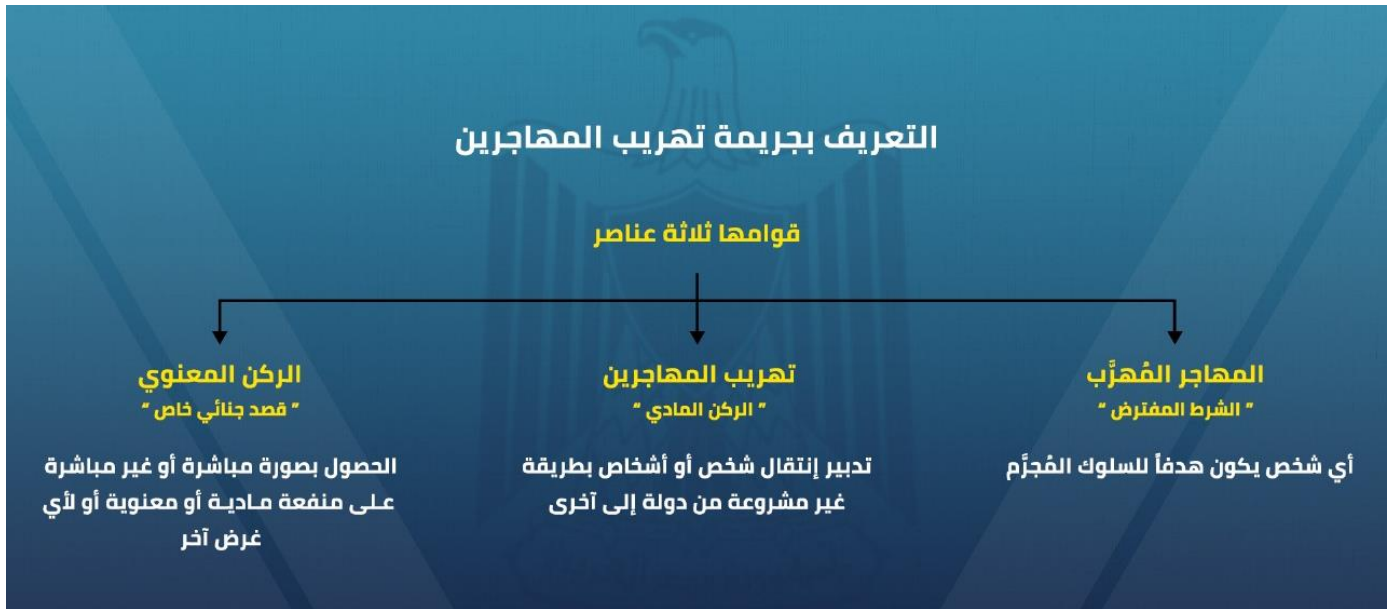 التعريف بجريمة تهريب المهاجرين
قوامها ثلاثة عناصر
المهاجر المُهرَّب
" الشرط المفترض "
أي شخص يكون هدفاً للسلوك المُجرَّم
تهريب المهاجرين
" الركن المادي "
تدبير إنتقال شخص أو أشخاص بطريقة
غير مشروعة من دولة إلى آخرى
الركن المعنوي
" قصد جنائي خاص "
الحصول بصورة مباشرة أو غير مباشرة
على منفعة مادية أو معنوية أو لأي
غرض آخر